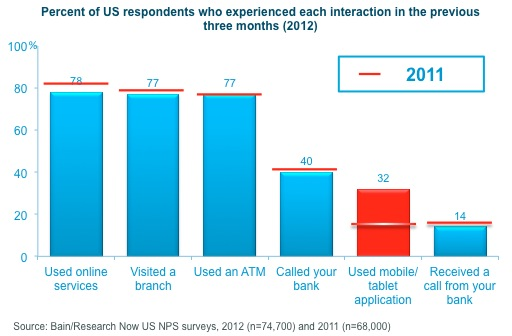 Percent of US respondents who experienced each interaction in the previous
three months (2012)
100%
80
60
40
20
0
2011
78
77
77
40
32
14
Used online
services
Visited a
branch
Used an ATM
Called your
bank
Used mobile/
tablet
application
Received a
call from your
bank
Source: Bain/Research Now US NPS surveys, 2012 (n=74,700) and 2011 (n=68,000)